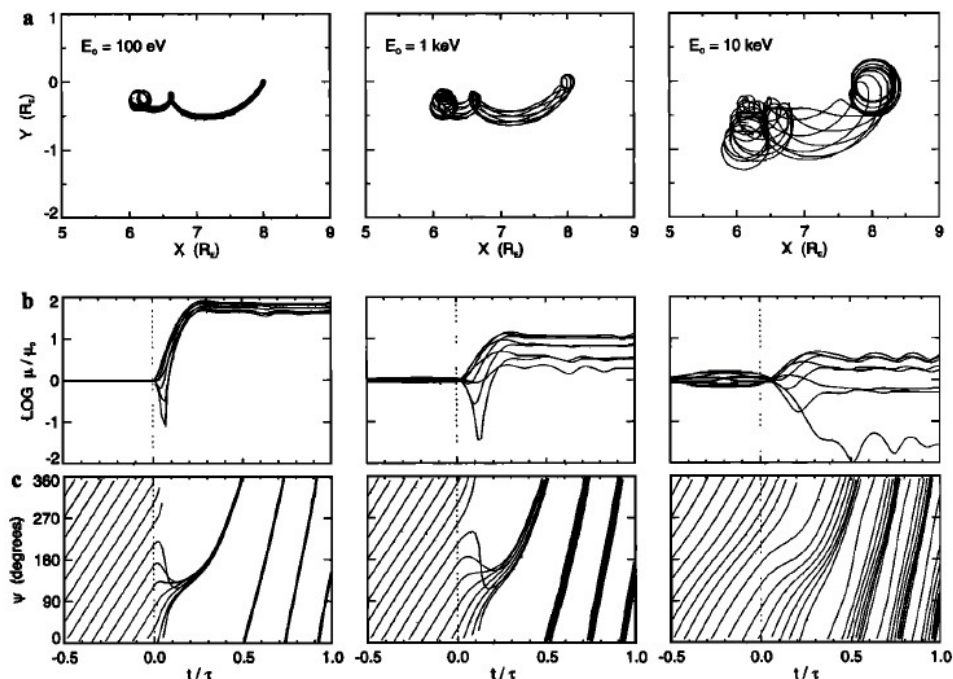 a
E₀ = 100 eV
E₀ = 1 keV
E₀ = 10 keV
1
0
-1
-2
Y (Rₑ)
5 6 7 8 9
5 6 7 8 9
5 6 7 8 9
X (Rₑ)
X (Rₑ)
X (Rₑ)
b
2
1
0
-1
-2
LOG μ/μ₀
c
360
270
180
90
0
ψ (degrees)
-0.5 0.0 0.5 1.0
-0.5 0.0 0.5 1.0
-0.5 0.0 0.5 1.0
t/τ
t/τ
t/τ